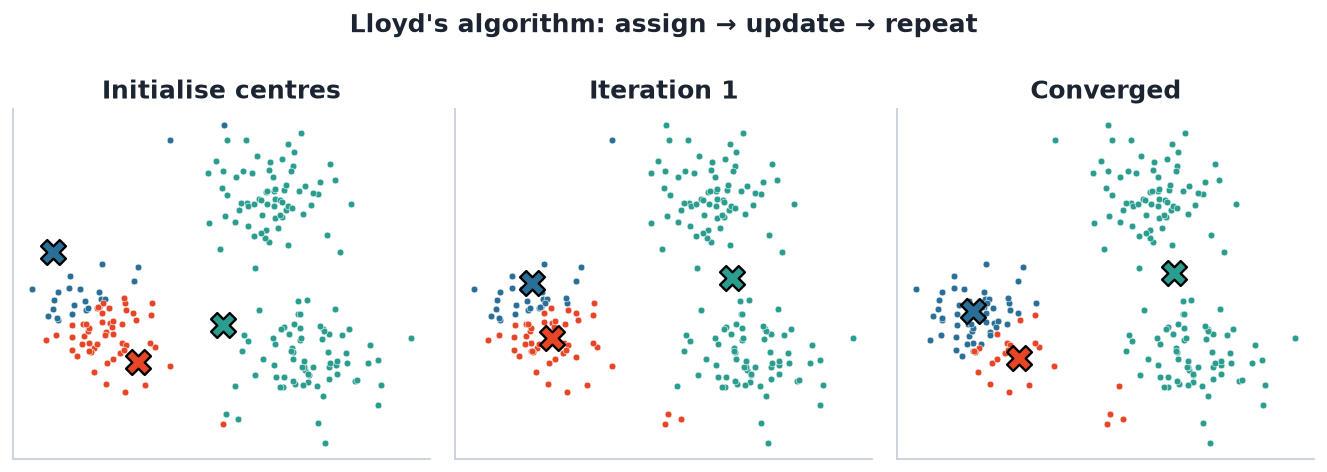 Lloyd's algorithm: assign → update → repeat
Initialise centres
Iteration 1
Converged